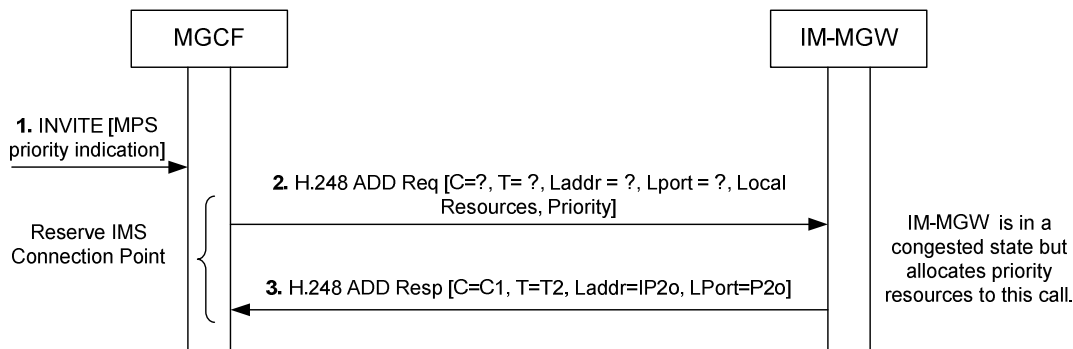 MGCF
IM-MGW
1. INVITE [MPS
priority indication]
2. H.248 ADD Req [C=?, T= ?, Laddr = ?, Lport = ?, Local
Resources, Priority]
Reserve IMS
Connection Point
IM-MGW is in a
congested state but
allocates priority
resources to this call.
3. H.248 ADD Resp [C=C1, T=T2, Laddr=IP2o, LPort=P2o]